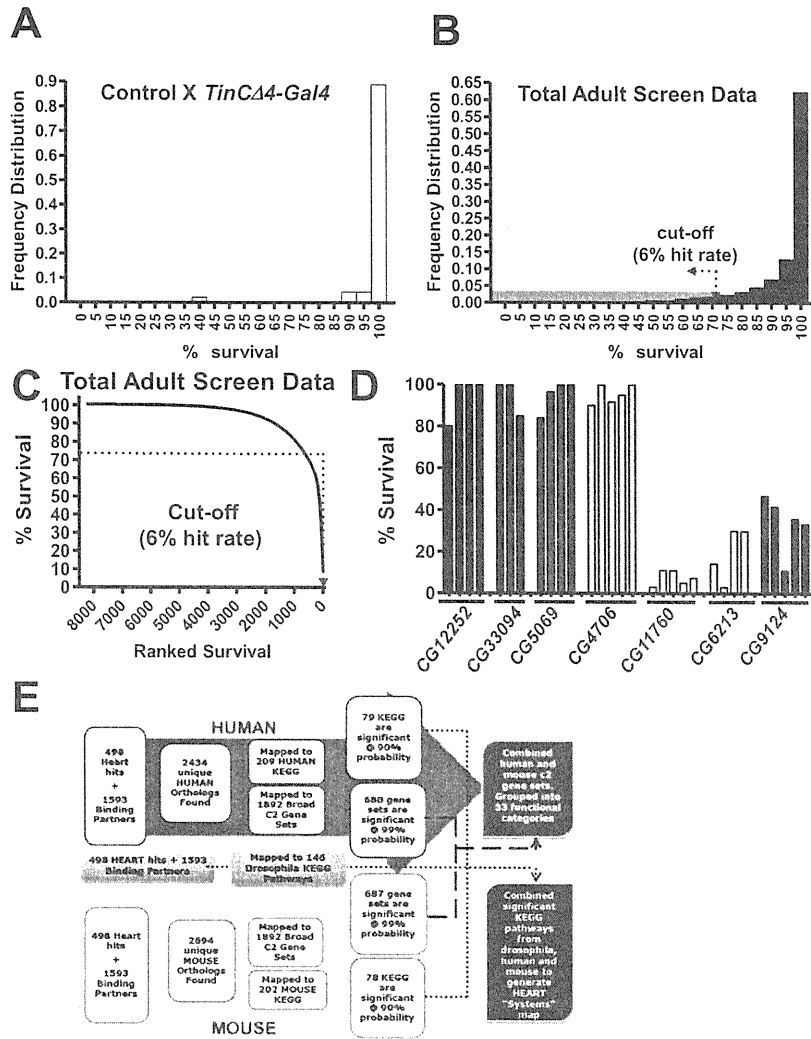 A
Control X TinCΔ4-Gal4
Frequency Distribution
0.9
0.8
0.7
0.6
0.5
0.4
0.3
0.2
0.1
0.0
0 5 10 15 20 25 30 35 40 45 50 55 60 65 70 75 80 85 90 95 100
% survival
B
Total Adult Screen Data
Frequency Distribution
0.65
0.60
0.55
0.50
0.45
0.40
0.35
0.30
0.25
0.20
0.15
0.10
0.05
0.00
cut-off
(6% hit rate)
0 5 10 15 20 25 30 35 40 45 50 55 60 65 70 75 80 85 90 95 100
% survival
C
Total Adult Screen Data
% Survival
100
90
80
70
60
50
40
30
20
10
0
Cut-off
(6% hit rate)
8000 7000 6000 5000 4000 3000 2000 1000 0
Ranked Survival
D
% Survival
100
80
60
40
20
0
CG12252 CG33094 CG5069 CG4706 CG11760 CG6213 CG9124
E
HUMAN
498
Heart
hits
+
1593
Binding
Partners
2434
unique
HUMAN
Orthologs
Found
Mapped to
209 HUMAN
KEGG
Mapped to
1892 Broad
C2 Gene
Sets
79 KEGG
are
significant
@ 90%
probability
680 gene
sets are
significant
@ 99%
probability
Combined
human and
mouse c2
gene sets.
Grouped into
33 functional
categories
498 HEART hits + 1593
Binding Partners
Mapped to 146
Drosophila KEGG
Pathways
687 gene
sets are
significant
@ 99%
probability
498 Heart
hits
+
1593
Binding
Partners
2694
unique
MOUSE
Orthologs
Found
Mapped to
1892 Broad
C2 Gene
Sets
Mapped to
202 MOUSE
KEGG
78 KEGG
are
significant
@ 90%
probability
Combined
significant
KEGG
pathways
from
drosophila,
human and
mouse to
generate
HEART
"Systems"
map
MOUSE